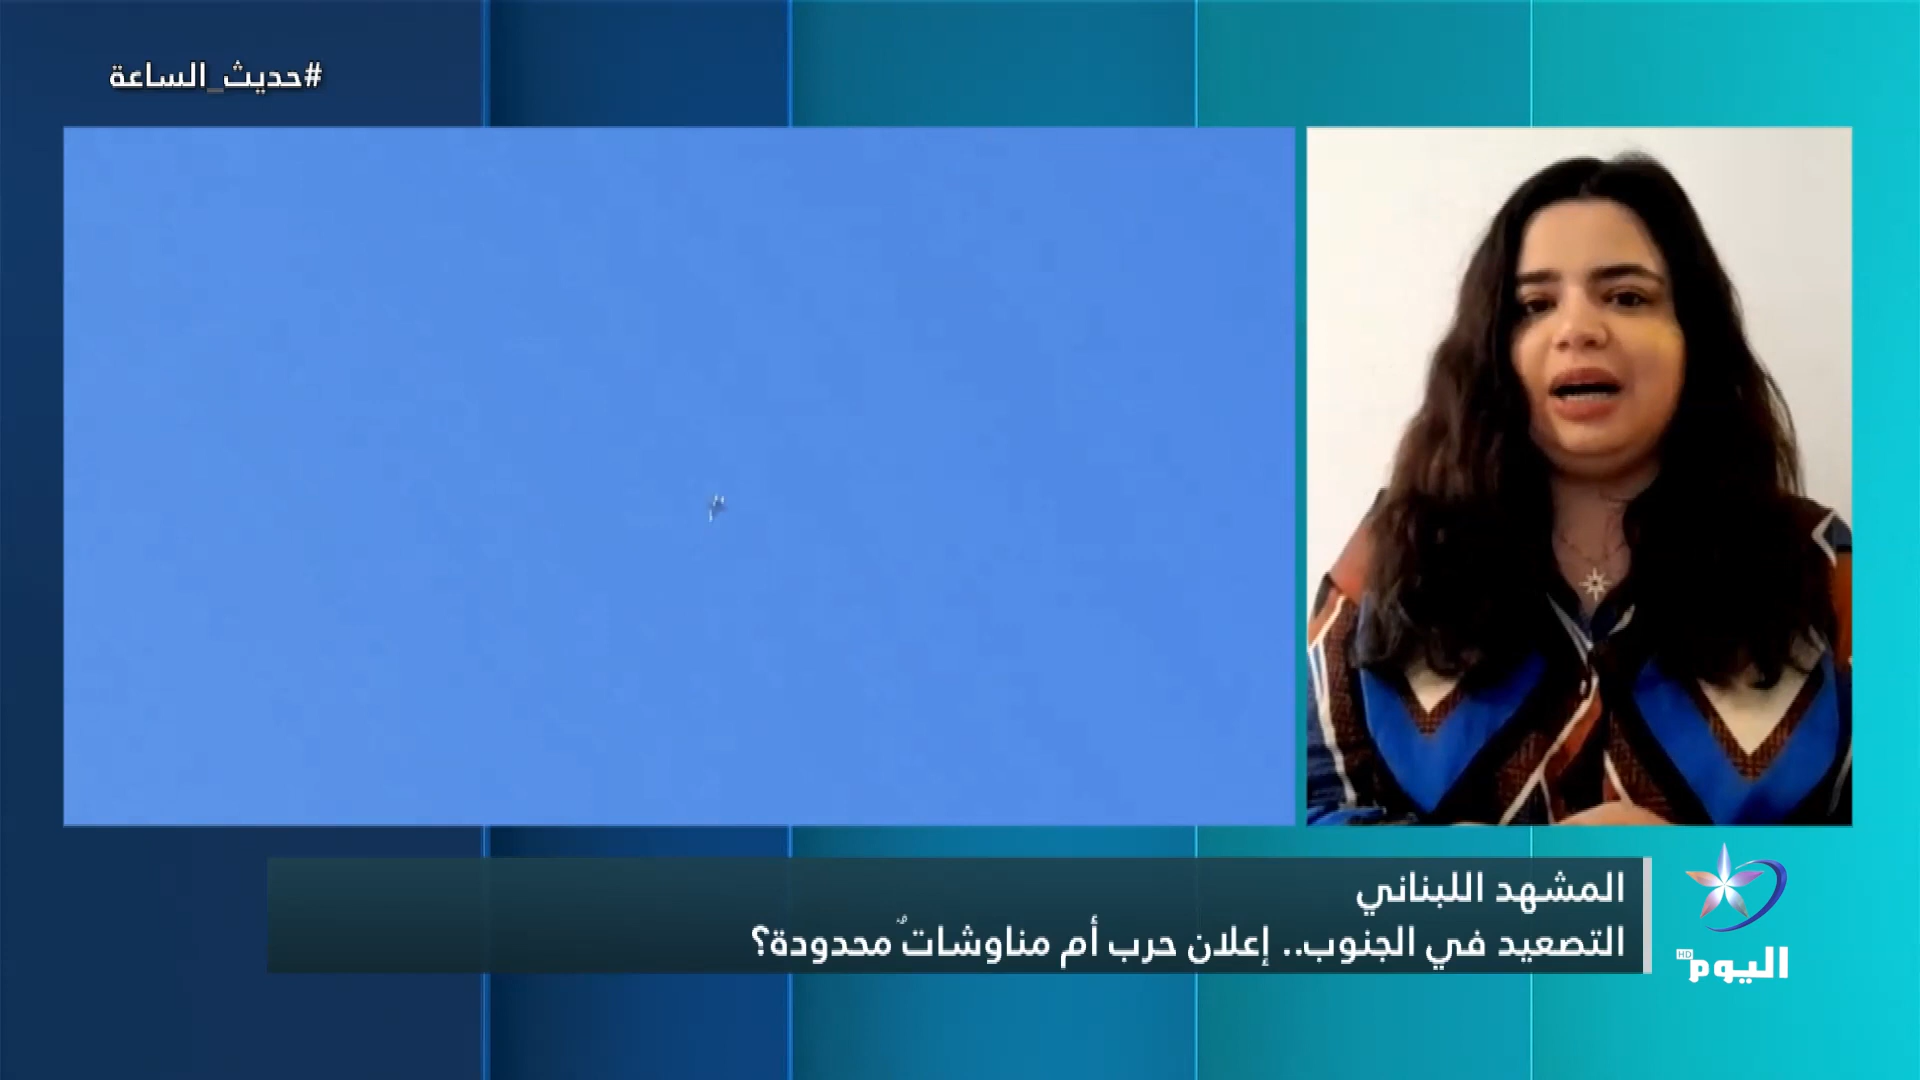 #حديث_الساعة
المشهد اللبناني
التصعيد في الجنوب.. إعلان حرب أم مناوشاتٌ محدودة؟
اليوم HD